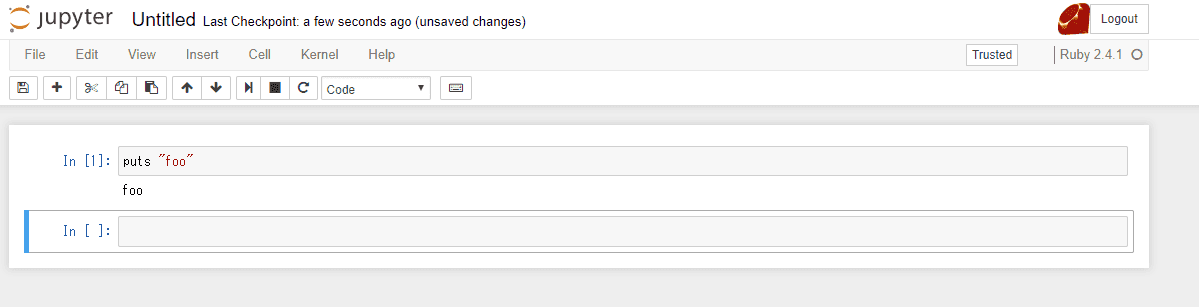 jupyter Untitled Last Checkpoint: a few seconds ago (unsaved changes) Logout
File Edit View Insert Cell Kernel Help Trusted Ruby 2.4.1
Code
In [1]: puts "foo"
foo
In [ ]: